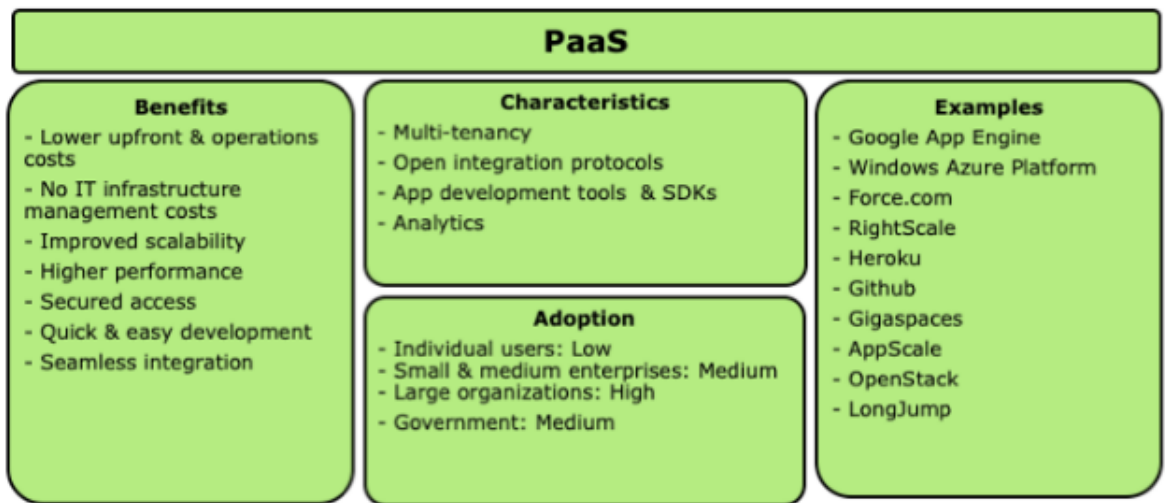 PaaS
Benefits
- Lower upfront & operations
costs
- No IT infrastructure
management costs
- Improved scalability
- Higher performance
- Secured access
- Quick & easy development
- Seamless integration
Characteristics
- Multi-tenancy
- Open integration protocols
- App development tools & SDKs
- Analytics
Adoption
- Individual users: Low
- Small & medium enterprises: Medium
- Large organizations: High
- Government: Medium
Examples
- Google App Engine
- Windows Azure Platform
- Force.com
- RightScale
- Heroku
- Github
- Gigaspaces
- AppScale
- OpenStack
- LongJump